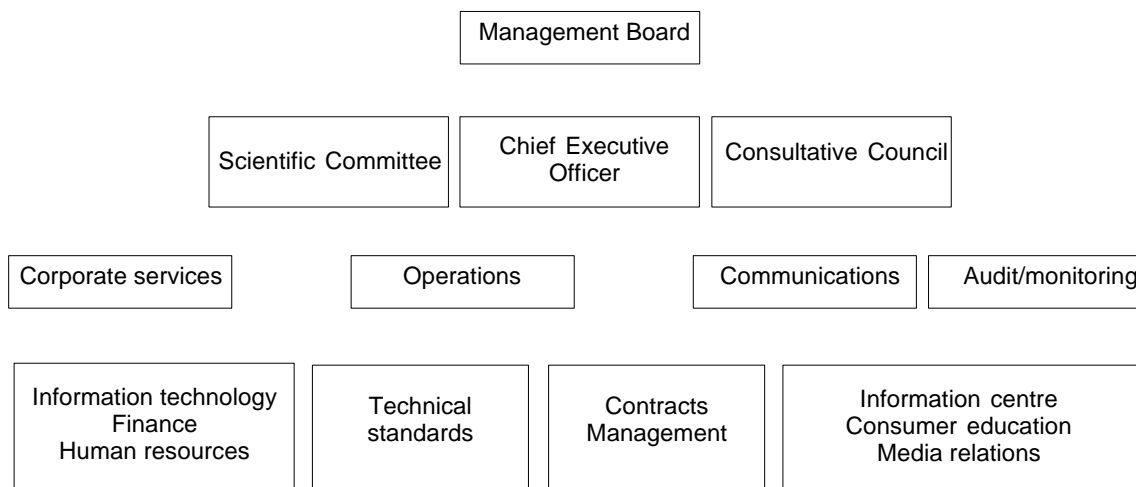 Management Board
Scientific Committee
Chief Executive
Officer
Consultative Council
Corporate services
Operations
Communications
Audit/monitoring
Information technology
Finance
Human resources
Technical
standards
Contracts
Management
Information centre
Consumer education
Media relations